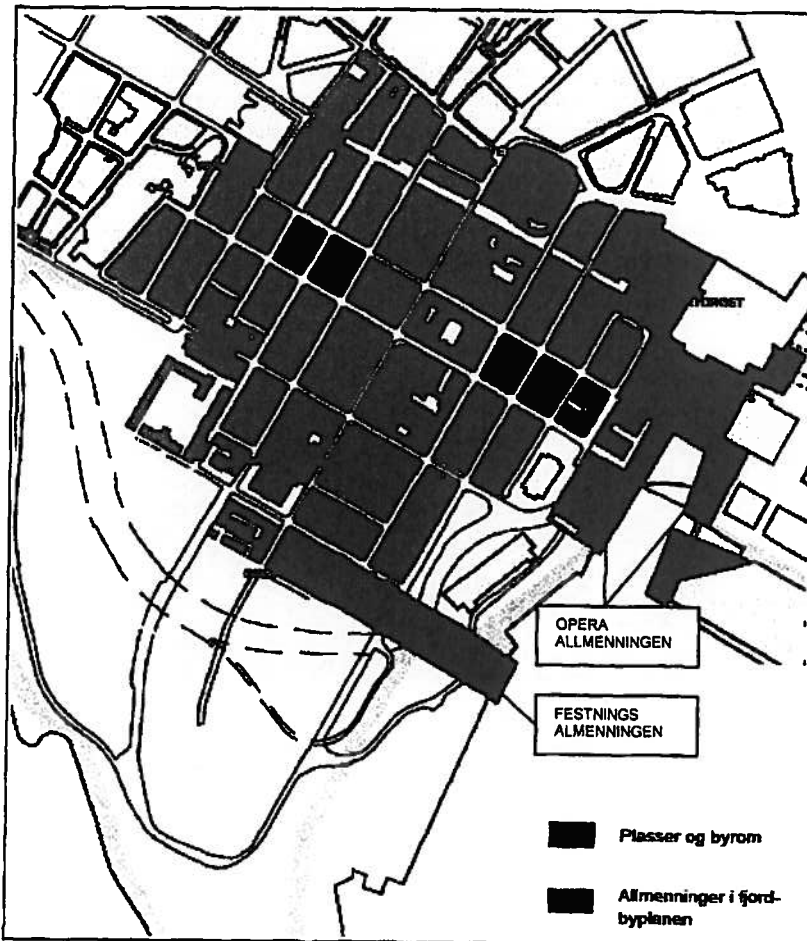 OPERA
ALLMENNINGEN
FESTNINGS
ALMENNINGEN
Plasser og byrom
Allmenninger i fjord-
byplanen